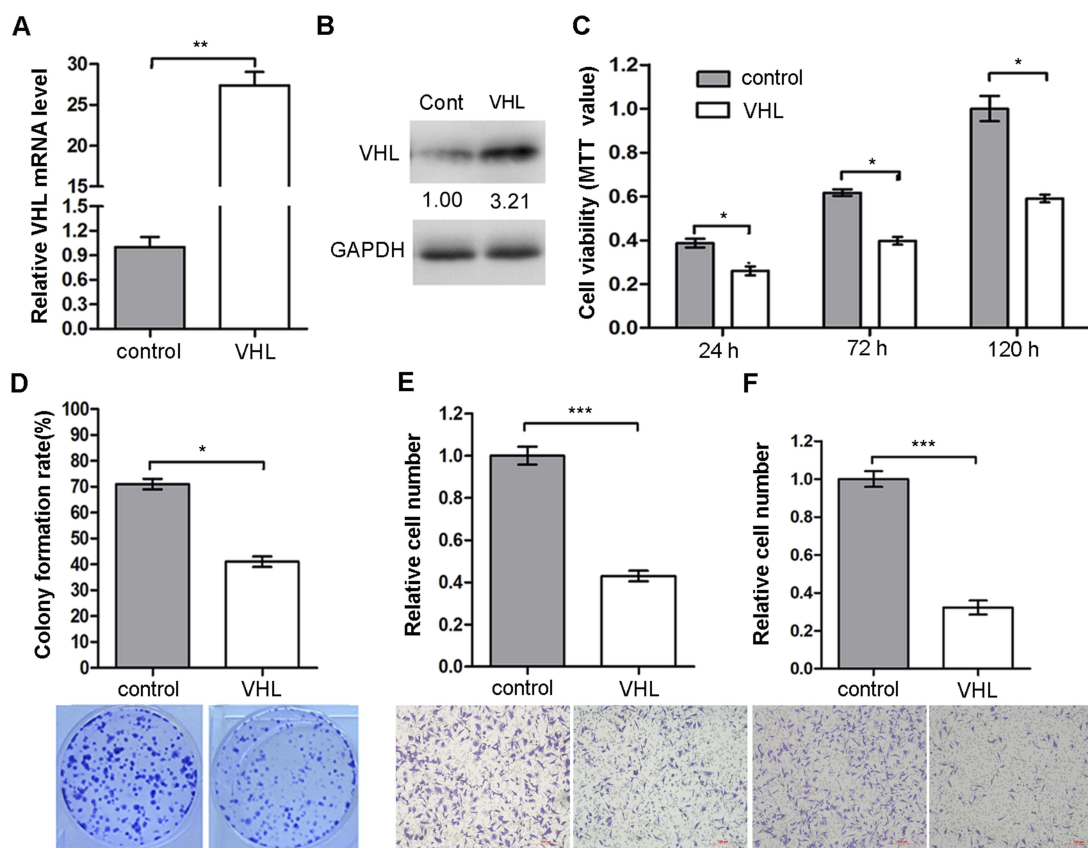 A
Relative VHL mRNA level
30
25
20
15
1.5
1.2
0.9
0.6
0.3
0.0
**
control
VHL
B
Cont VHL
VHL
1.00 3.21
GAPDH
C
Cell viability (MTT value)
1.2
1.0
0.8
0.6
0.4
0.2
0.0
control
VHL
*
*
*
24 h
72 h
120 h
D
Colony formation rate(%)
100
90
80
70
60
50
40
30
20
10
0
*
control
VHL
E
Relative cell number
1.2
1.0
0.8
0.6
0.4
0.2
0.0
***
control
VHL
F
Relative cell number
1.2
1.0
0.8
0.6
0.4
0.2
0.0
***
control
VHL